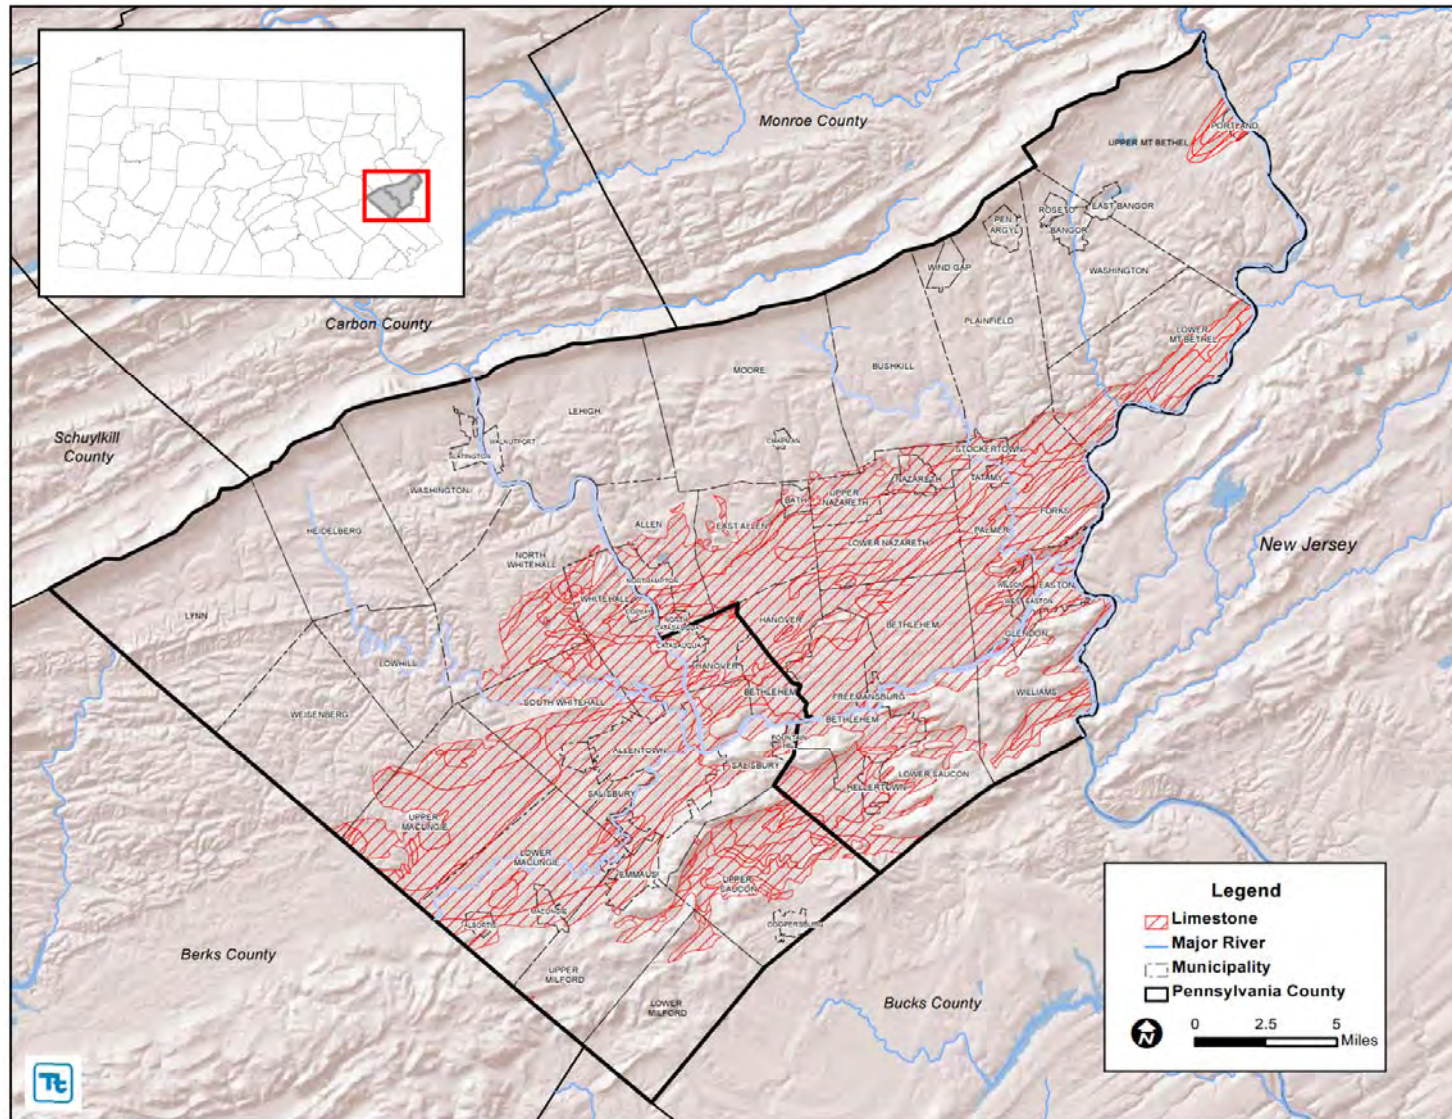 Monroe County
PORTLAND
UPPER MT BETHEL
EAST BANGOR
ROSETO
PEN
ARGYL
BANGOR
WIND GAP
WASHINGTON
PLAINFIELD
Carbon County
LOWER
MT BETHEL
MOORE
BUSHKILL
LEHIGH
Schuylkill
County
WALNUTPORT
SLATINGTON
CHAPMAN
STOCKERTOWN
WASHINGTON
NAZARETH
TATAMY
BATH
UPPER
NAZARETH
HEIDELBERG
ALLEN
EAST ALLEN
FORKS
PALMER
LOWER NAZARETH
New Jersey
NORTH
WHITEHALL
NORTHAMPTON
WILSON
EASTON
WHITEHALL
WEST EASTON
COPLAY
LYNN
NORTH
CATASAUQUA
HANOVER
BETHLEHEM
CATASAUQUA
GLENDON
LOWHILL
HANOVER
BETHLEHEM
FREEMANSBURG
WILLIAMS
SOUTH WHITEHALL
WEISENBERG
BETHLEHEM
FOUNTAIN
HILL
ALLENTOWN
SALISBURY
LOWER SAUCON
HELLERTOWN
SALISBURY
UPPER
MACUNGIE
LOWER
MACUNGIE
EMMAUS
UPPER
SAUCON
MACUNGIE
ALBURTIS
COOPERSBURG
Berks County
UPPER
MILFORD
LOWER
MILFORD
Bucks County
Legend
Limestone
Major River
Municipality
Pennsylvania County
N
0 2.5 5
Miles
Tt